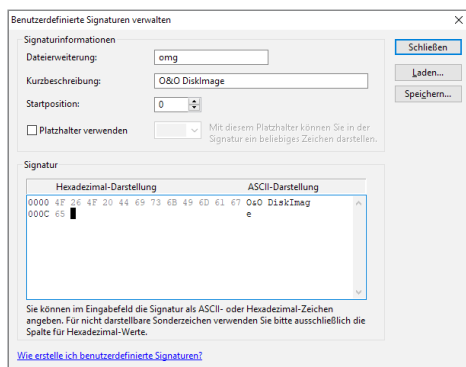 Benutzerdefinierte Signaturen verwalten
Signaturinformationen
Dateierweiterung: omg
Kurzbeschreibung: O&O DiskImage
Startposition: 0
Platzhalter verwenden
Mit diesem Platzhalter können Sie in der
Signatur ein beliebiges Zeichen darstellen.
Schließen
Laden...
Speichern...
Signatur
Hexadezimal-Darstellung ASCII-Darstellung
0000 4F 26 4F 20 44 69 73 6B 49 6D 61 67 O&O DiskImag
000C 65 e
Sie können im Eingabefeld die Signatur als ASCII- oder Hexadezimal-Zeichen
angeben. Für nicht darstellbare Sonderzeichen verwenden Sie bitte ausschließlich die
Spalte für Hexadezimal-Werte.
Wie erstelle ich benutzerdefinierte Signaturen?